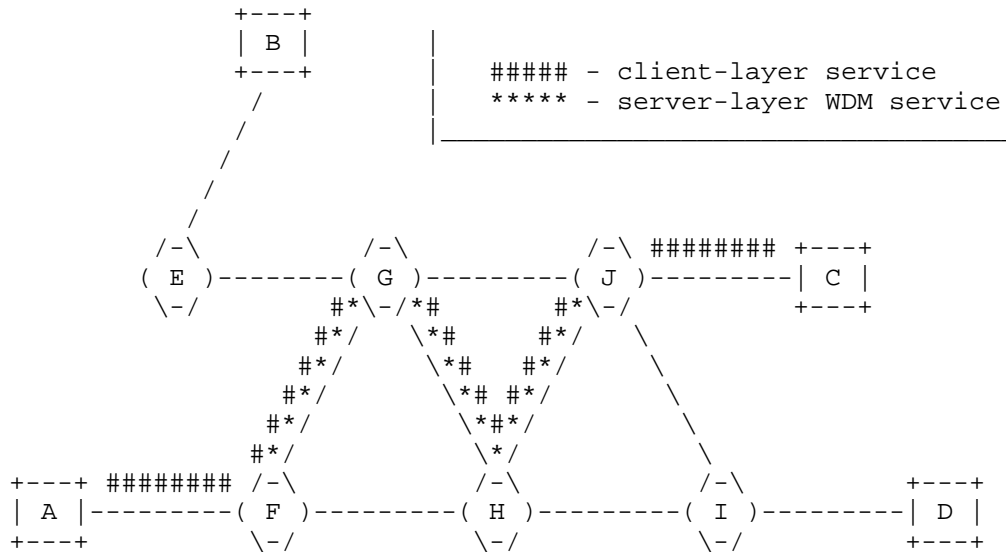 B
##### - client-layer service
***** - server-layer WDM service
E G J ######## C
#* *# #*
#* *# #*
#* *# #*
#* *# #*
#* *#*
#* *
######## 
A F H I D